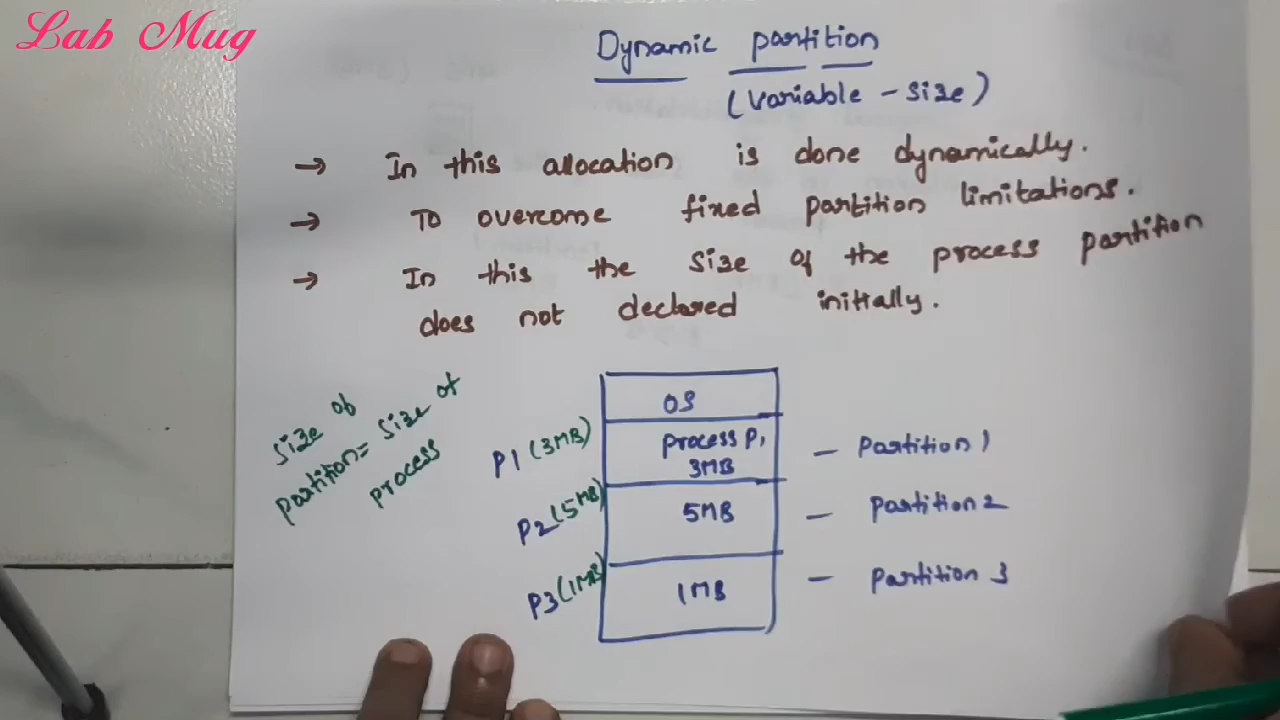 Lab Mug
Dynamic partition
(variable - size)
→ In this allocation is done dynamically.
→ To overcome fixed partition limitations.
→ In this the size of the process partition
does not declared initially.
size of
partition = size of
process
OS
P1 (3MB) process P1 - partition 1
3MB
P2 (5MB) 5MB - partition 2
P3 (1MB) 1MB - partition 3